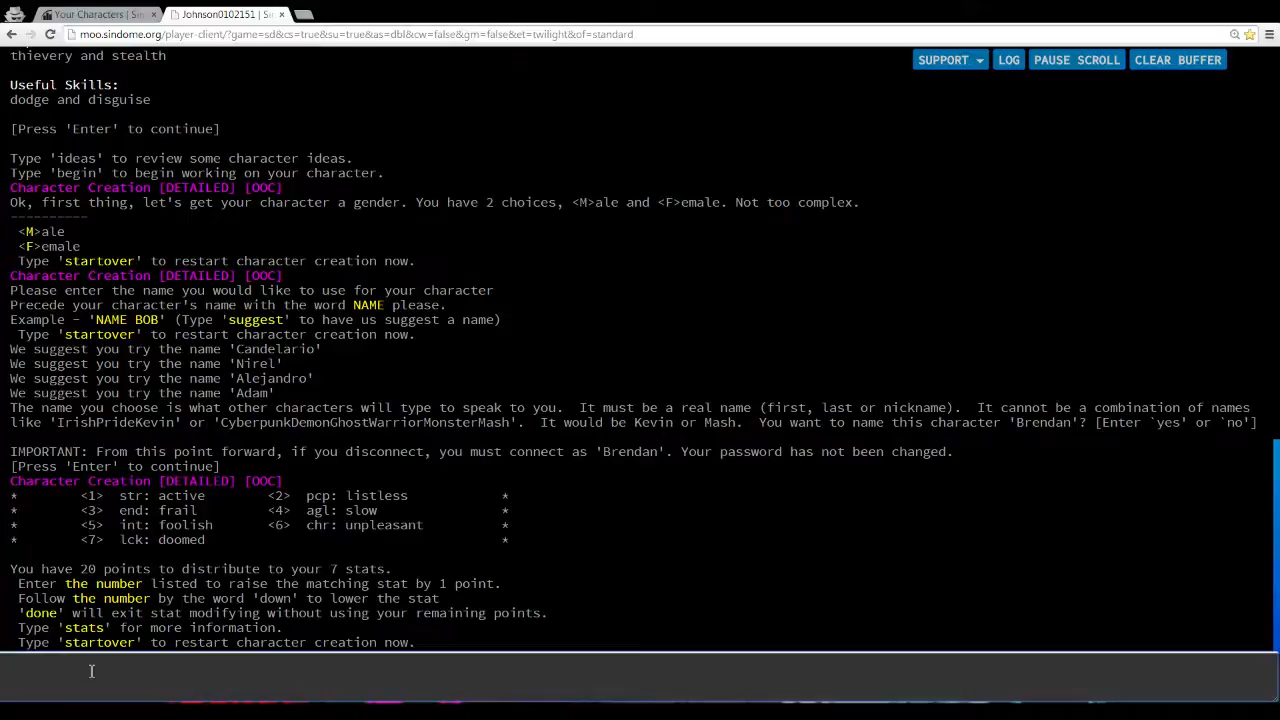 Your Characters | Sin
Johnson0102151 | Sin
moo.sindome.org/player-client/?game=sd&cs=true&su=true&as=dbl&cw=false&gm=false&et=twilight&of=standard
thievery and stealth
SUPPORT LOG PAUSE SCROLL CLEAR BUFFER
Useful Skills:
dodge and disguise
[Press 'Enter' to continue]
Type 'ideas' to review some character ideas.
Type 'begin' to begin working on your character.
Character Creation [DETAILED] [OOC]
Ok, first thing, let's get your character a gender. You have 2 choices, <M>ale and <F>emale. Not too complex.
----------
<M>ale
<F>emale
Type 'startover' to restart character creation now.
Character Creation [DETAILED] [OOC]
Please enter the name you would like to use for your character
Precede your character's name with the word NAME please.
Example - 'NAME BOB' (Type 'suggest' to have us suggest a name)
Type 'startover' to restart character creation now.
We suggest you try the name 'Candelario'
We suggest you try the name 'Nirel'
We suggest you try the name 'Alejandro'
We suggest you try the name 'Adam'
The name you choose is what other characters will type to speak to you.  It must be a real name (first, last or nickname).  It cannot be a combination of names
like 'IrishPrideKevin' or 'CyberpunkDemonGhostWarriorMonsterMash'.  It would be Kevin or Mash.  You want to name this character 'Brendan'? [Enter `yes' or `no']
IMPORTANT: From this point forward, if you disconnect, you must connect as 'Brendan'. Your password has not been changed.
[Press 'Enter' to continue]
Character Creation [DETAILED] [OOC]
* <1> str: active <2> pcp: listless *
* <3> end: frail <4> agl: slow *
* <5> int: foolish <6> chr: unpleasant *
* <7> lck: doomed *
You have 20 points to distribute to your 7 stats.
Enter the number listed to raise the matching stat by 1 point.
Follow the number by the word 'down' to lower the stat
'done' will exit stat modifying without using your remaining points.
Type 'stats' for more information.
Type 'startover' to restart character creation now.